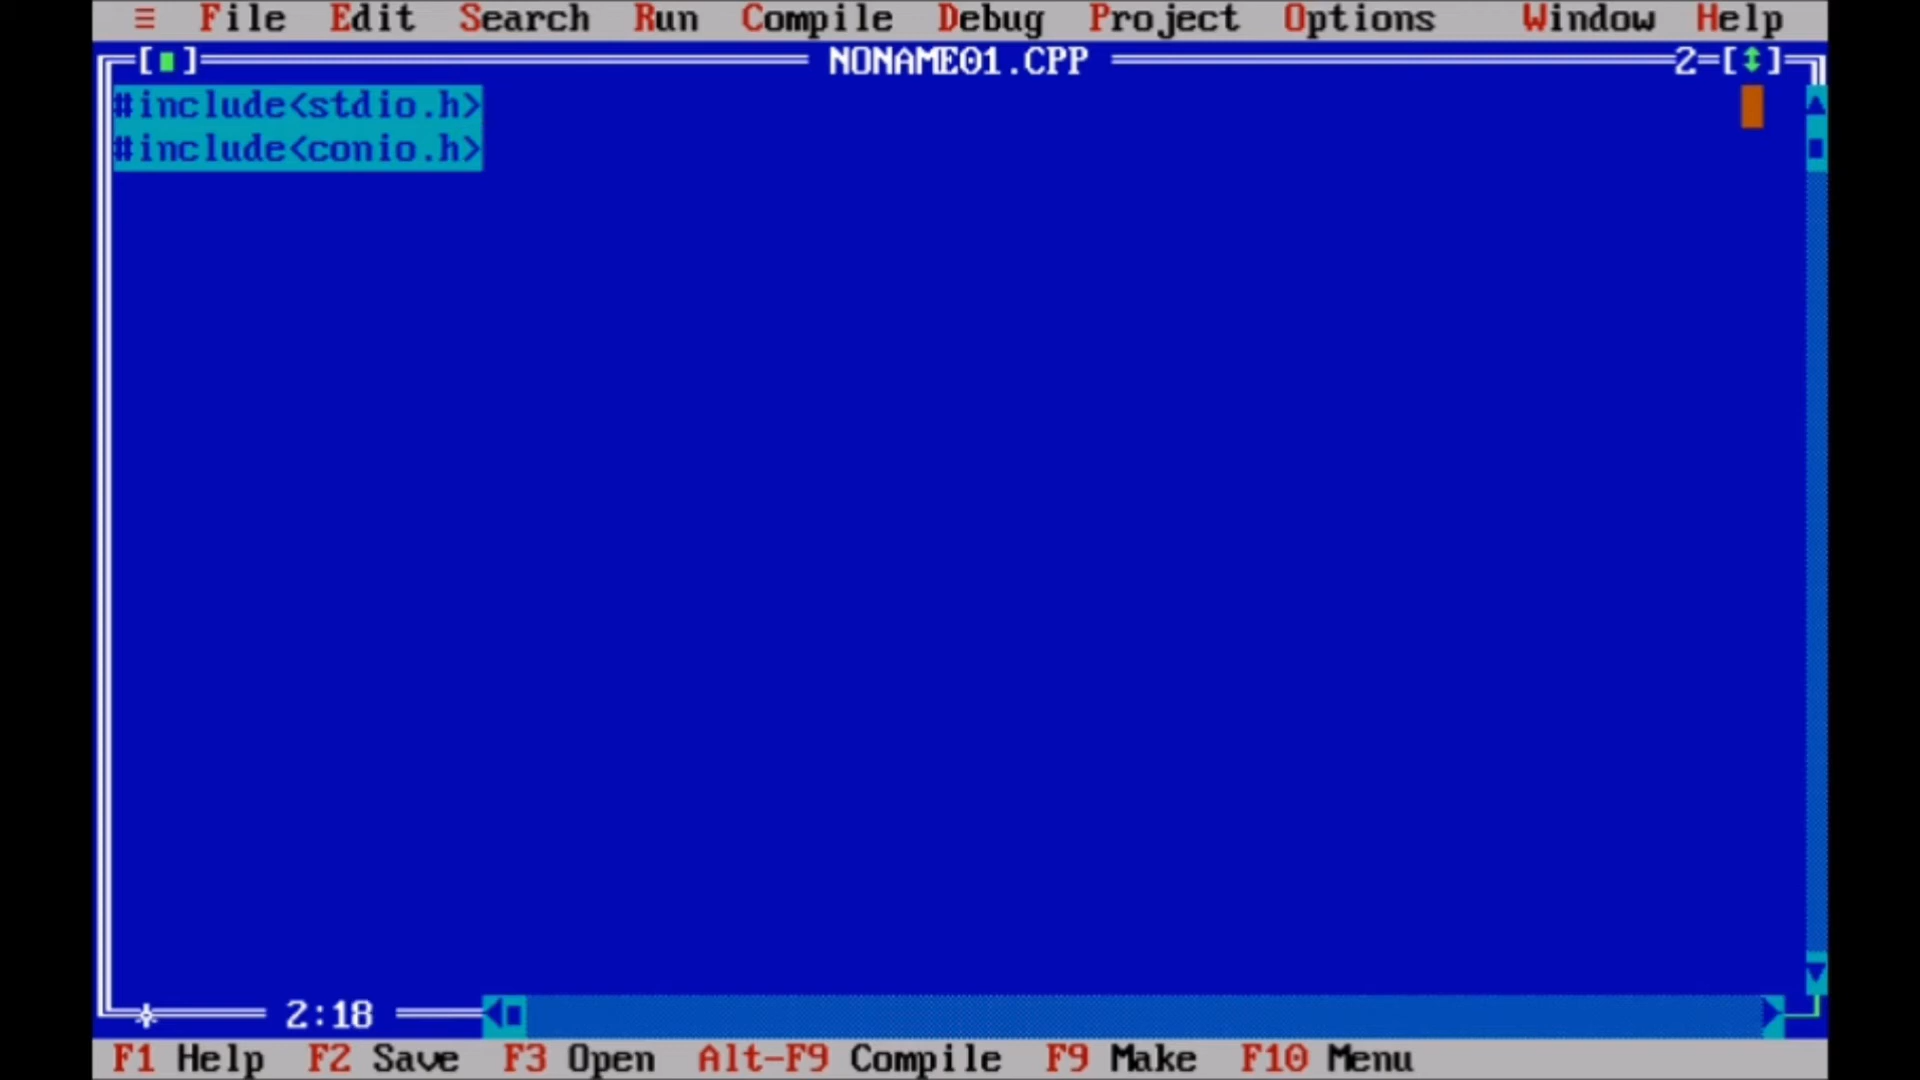 ≡ File Edit Search Run Compile Debug Project Options Window Help
[■] NONAME01.CPP 2=[↕]
#include<stdio.h>
#include<conio.h>
2:18
F1 Help F2 Save F3 Open Alt-F9 Compile F9 Make F10 Menu